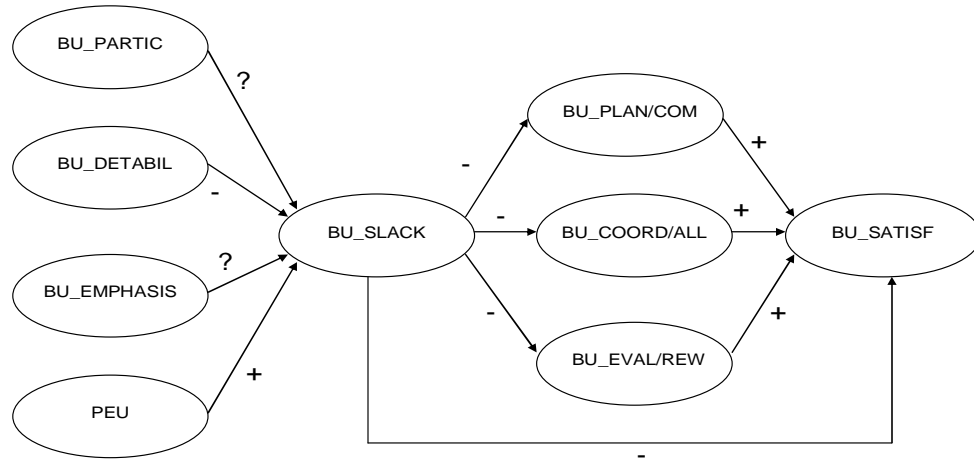 BU_PARTIC
?
BU_PLAN/COM
+
BU_DETABIL
-
-
BU_SLACK
-
BU_COORD/ALL
+
BU_SATISF
BU_EMPHASIS
?
-
+
BU_EVAL/REW
PEU
+
-